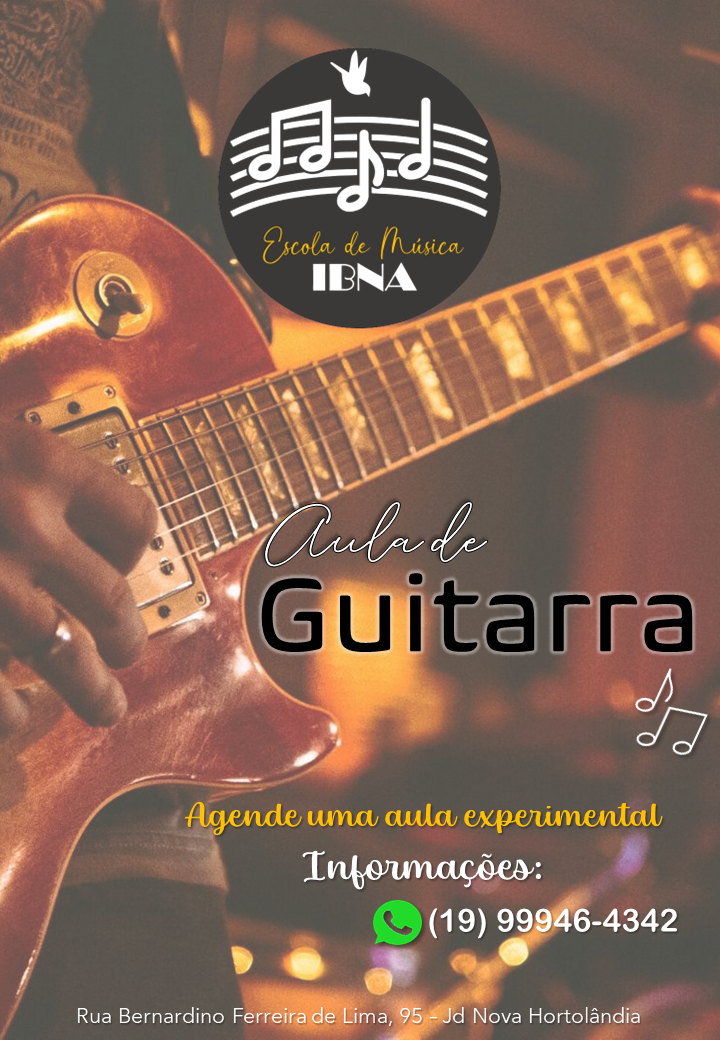 Escola de Música
IBNA
Aula de
Guitarra
Agende uma aula experimental
Informações:
(19) 99946-4342
Rua Bernardino Ferreira de Lima, 95 - Jd Nova Hortolândia